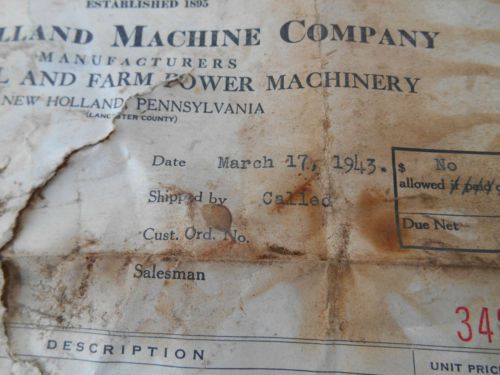 ESTABLISHED 1895
LLAND MACHINE COMPANY
MANUFACTURERS
L AND FARM POWER MACHINERY
NEW HOLLAND, PENNSYLVANIA
(LANCASTER COUNTY)
Date March 17, 1943.
$ No
allowed if paid
Shipped by Called
Due Net
Cust. Ord. No.
Salesman
348
DESCRIPTION
UNIT PRIC